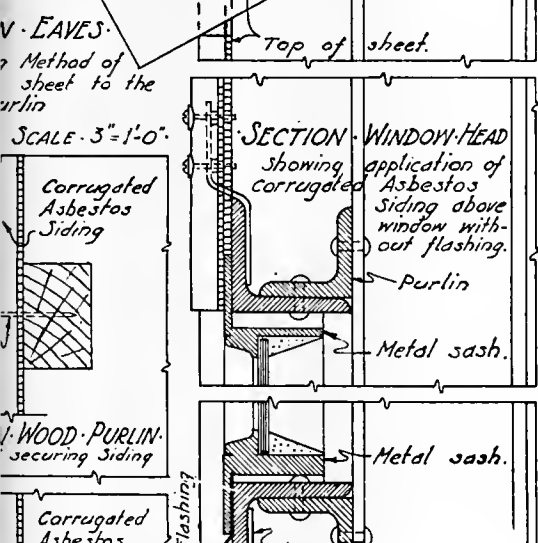 N·EAVES·
Method of
sheet to the
urlin
SCALE·3"=1'-0"·
Top of sheet.
·SECTION·WINDOW·HEAD
Showing application of
corrugated Asbestos
Siding above
window with-
out flashing.
Purlin
Metal sash.
Corrugated
Asbestos
Siding
·WOOD·PURLIN·
securing Siding
Metal sash.
lashing
Corrugated
Asbestos